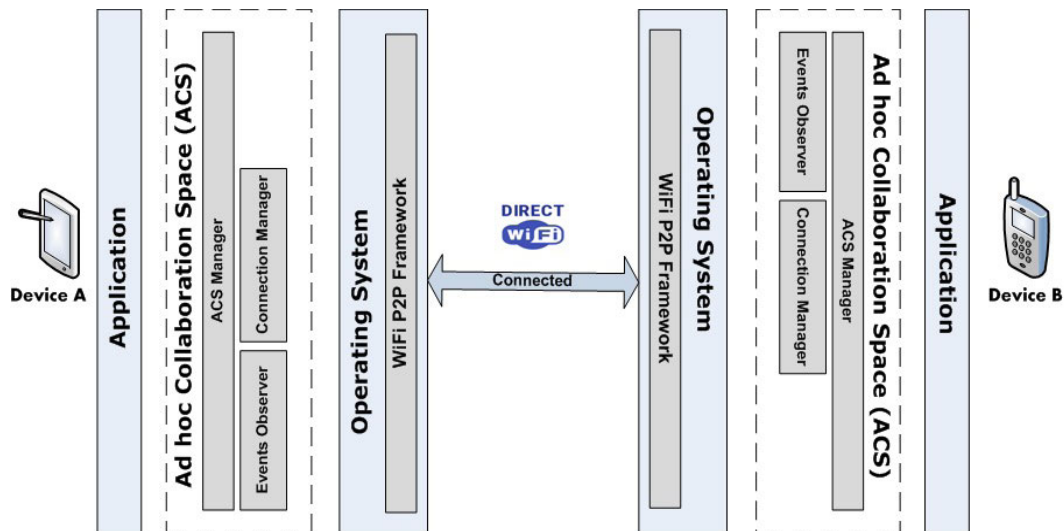 Device A
Application
Ad hoc Collaboration Space (ACS)
ACS Manager
Connection Manager
Events Observer
Operating System
WiFi P2P Framework
DIRECT
WiFi
Connected
WiFi P2P Framework
Operating System
Events Observer
Connection Manager
ACS Manager
Ad hoc Collaboration Space (ACS)
Application
Device B